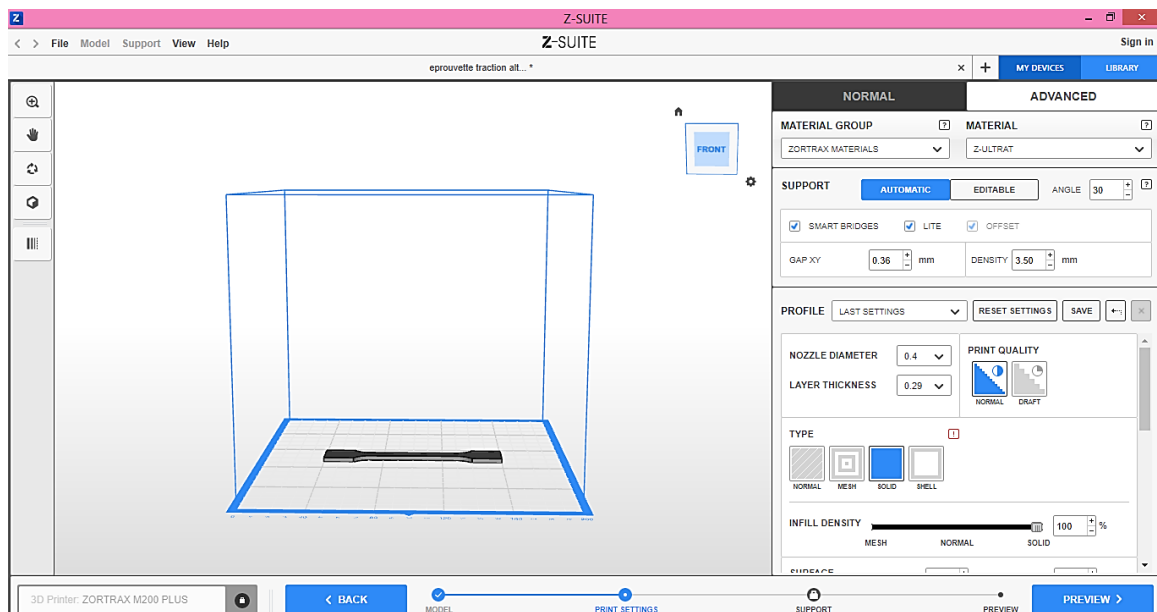 Z Z-SUITE
File Model Support View Help Z-SUITE Sign in
eprouvette traction alt... * × + MY DEVICES LIBRARY
NORMAL ADVANCED
MATERIAL GROUP ? MATERIAL ?
ZORTRAX MATERIALS Z-ULTRAT
FRONT
SUPPORT AUTOMATIC EDITABLE ANGLE 30 ?
SMART BRIDGES LITE OFFSET
GAP XY 0.36 mm DENSITY 3.50 mm
PROFILE LAST SETTINGS RESET SETTINGS SAVE
NOZZLE DIAMETER 0.4 PRINT QUALITY
LAYER THICKNESS 0.29
NORMAL DRAFT
TYPE !
NORMAL MESH SOLID SHELL
INFILL DENSITY 100 %
MESH NORMAL SOLID
SURFACE
3D Printer: ZORTRAX M200 PLUS < BACK MODEL PRINT SETTINGS SUPPORT PREVIEW PREVIEW >